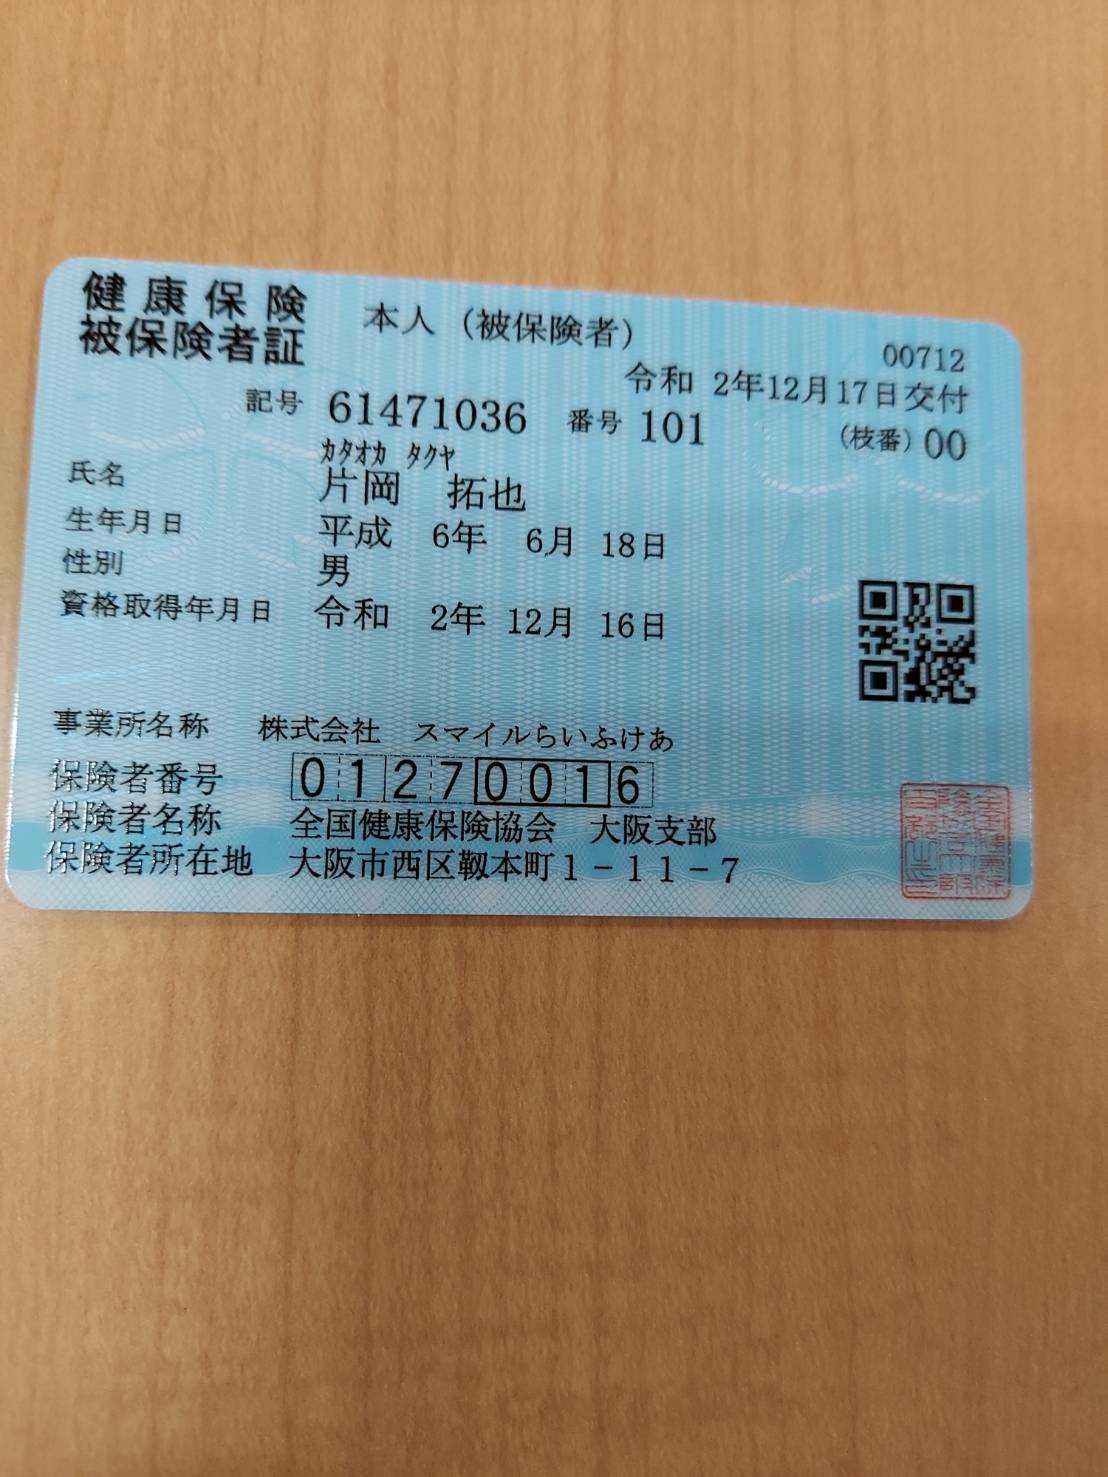 健康保険
被保険者証
本人（被保険者）
00712
令和 2年12月17日交付
記号 61471036 番号 101 （枝番）00
ｶﾀｵｶ ﾀｸﾔ
氏名 片岡 拓也
生年月日 平成 6年 6月 18日
性別 男
資格取得年月日 令和 2年 12月 16日
事業所名称 株式会社 スマイルらいふけあ
保険者番号 01270016
保険者名称 全国健康保険協会 大阪支部
保険者所在地 大阪市西区靱本町1－11－7